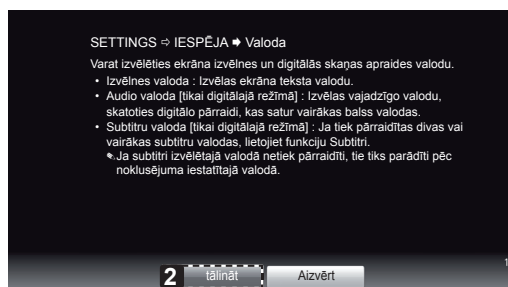 SETTINGS ⇨ IESPĒJA ➡ Valoda
Varat izvēlēties ekrāna izvēlnes un digitālās skaņas apraides valodu.
• Izvēlnes valoda : Izvēlas ekrāna teksta valodu.
• Audio valoda [tikai digitālajā režīmā] : Izvēlas vajadzīgo valodu,
skatoties digitālo pārraidi, kas satur vairākas balss valodas.
• Subtitru valoda [tikai digitālajā režīmā] : Ja tiek pārraidītas divas vai
vairākas subtitru valodas, lietojiet funkciju Subtitri.
✎Ja subtitri izvēlētajā valodā netiek pārraidīti, tie tiks parādīti pēc
noklusējuma iestatītajā valodā.
1
2 tālināt Aizvērt